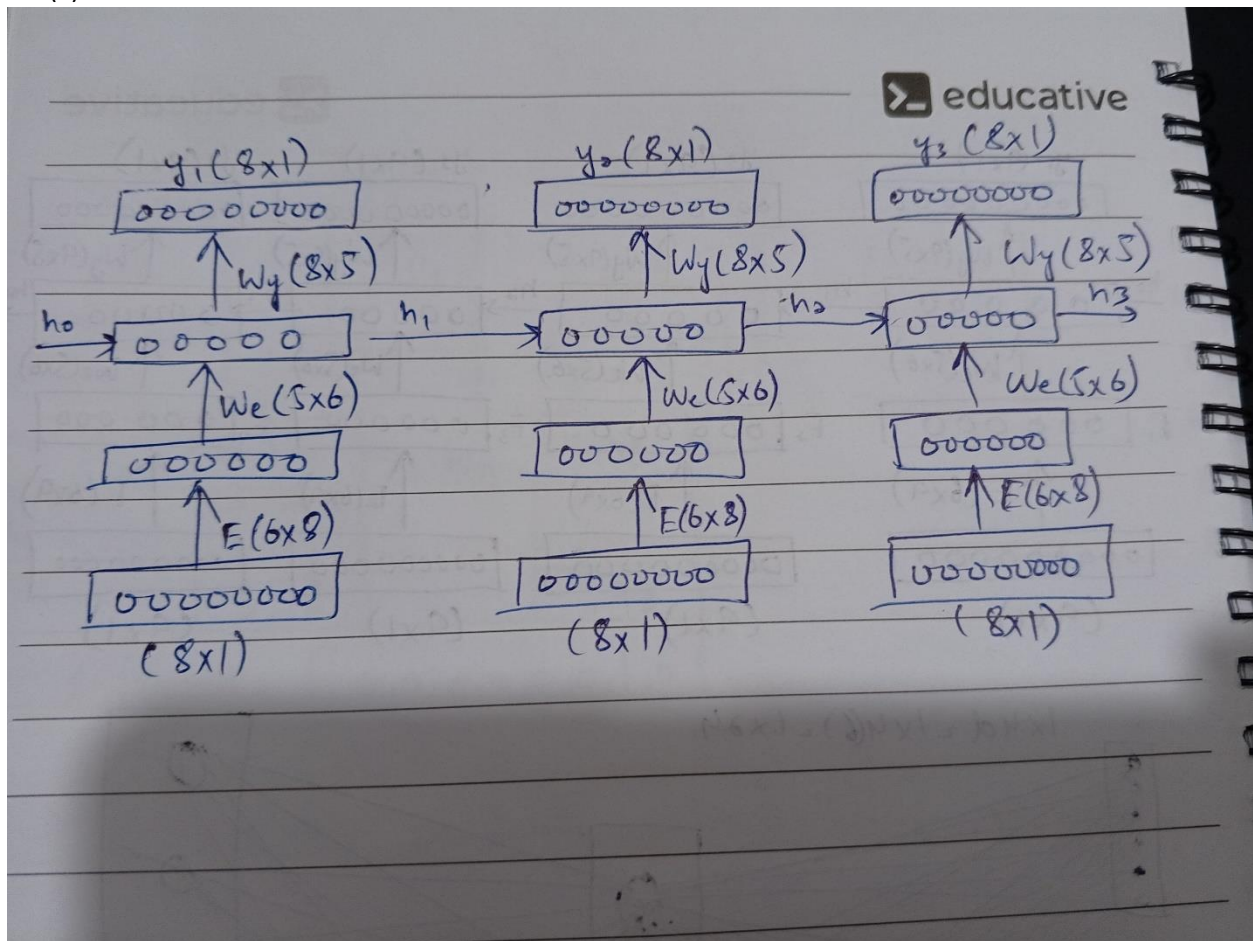 educative
y₁(8x1) y₂(8x1) y₃(8x1)
00000000 00000000 00000000
Wy(8x5) Wy(8x5) Wy(8x5)
h₀ h₁ h₂ h₃
00000 00000 00000
We(5x6) We(5x6) We(5x6)
000000 000000 000000
E(6x8) E(6x8) E(6x8)
00000000 00000000 00000000
(8x1) (8x1) (8x1)